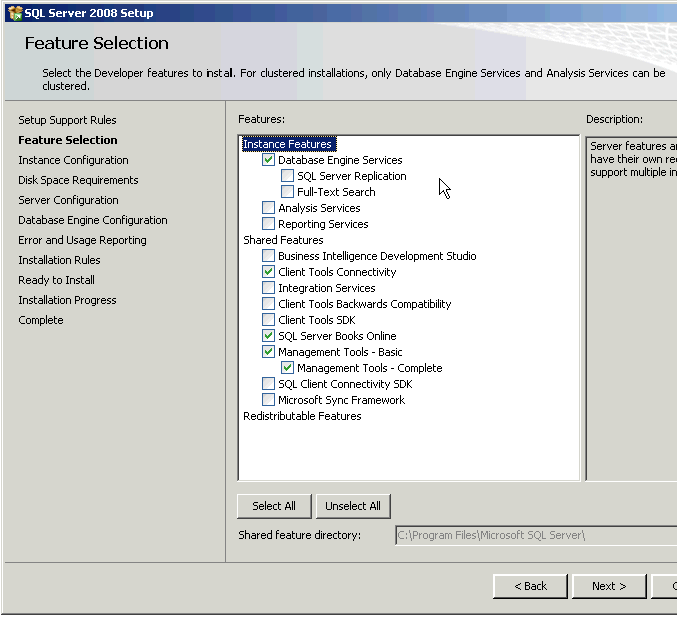 SQL Server 2008 Setup
Feature Selection
Select the Developer features to install. For clustered installations, only Database Engine Services and Analysis Services can be
clustered.
Setup Support Rules
Feature Selection
Instance Configuration
Disk Space Requirements
Server Configuration
Database Engine Configuration
Error and Usage Reporting
Installation Rules
Ready to Install
Installation Progress
Complete
Features:
Instance Features
Database Engine Services
SQL Server Replication
Full-Text Search
Analysis Services
Reporting Services
Shared Features
Business Intelligence Development Studio
Client Tools Connectivity
Integration Services
Client Tools Backwards Compatibility
Client Tools SDK
SQL Server Books Online
Management Tools - Basic
Management Tools - Complete
SQL Client Connectivity SDK
Microsoft Sync Framework
Redistributable Features
Description:
Server features a
have their own re
support multiple in
Select All
Unselect All
Shared feature directory:
C:\Program Files\Microsoft SQL Server\
< Back
Next >